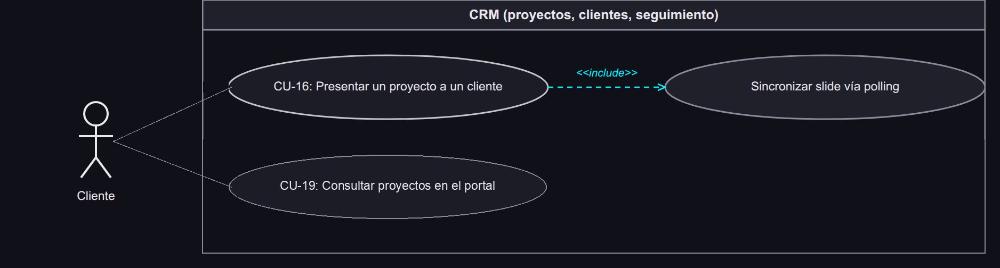 CRM (proyectos, clientes, seguimiento)
<<include>>
CU-16: Presentar un proyecto a un cliente
Sincronizar slide vía polling
CU-19: Consultar proyectos en el portal
Cliente